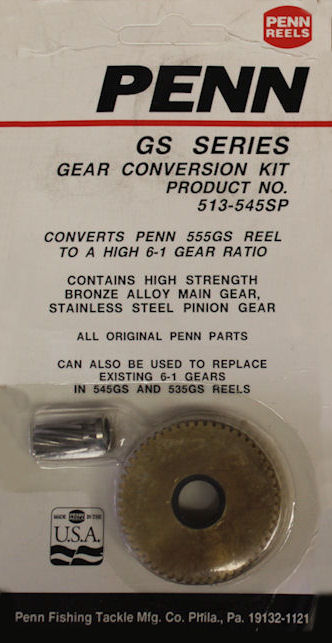 PENN
REELS
PENN
GS SERIES
GEAR CONVERSION KIT
PRODUCT NO.
513-545SP
CONVERTS PENN 555GS REEL
TO A HIGH 6-1 GEAR RATIO
CONTAINS HIGH STRENGTH
BRONZE ALLOY MAIN GEAR,
STAINLESS STEEL PINION GEAR
ALL ORIGINAL PENN PARTS
CAN ALSO BE USED TO REPLACE
EXISTING 6-1 GEARS
IN 545GS AND 535GS REELS
MADE PENN REELS IN THE
U.S.A.
Penn Fishing Tackle Mfg. Co. Phila., Pa. 19132-1121